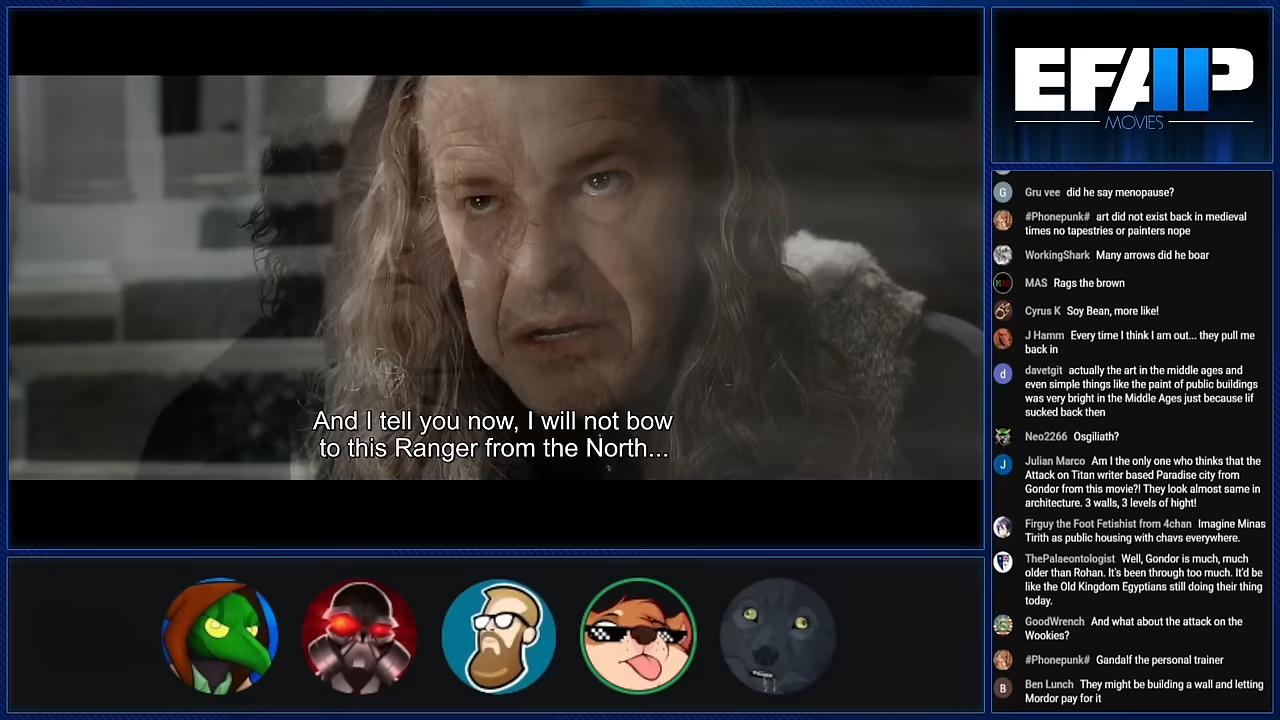 EFAP
MOVIES
And I tell you now, I will not bow
to this Ranger from the North...
G
Gru vee did he say menopause?
#Phonepunk# art did not exist back in medieval
times no tapestries or painters nope
WorkingShark Many arrows did he boar
MAS Rags the brown
Cyrus K Soy Bean, more like!
J Hamm Every time I think I am out... they pull me
back in
d
davetgit actually the art in the middle ages and
even simple things like the paint of public buildings
was very bright in the Middle Ages just because lif
sucked back then
Neo2266 Osgiliath?
J
Julian Marco Am I the only one who thinks that the
Attack on Titan writer based Paradise city from
Gondor from this movie?! They look almost same in
architecture. 3 walls, 3 levels of hight!
Firguy the Foot Fetishist from 4chan Imagine Minas
Tirith as public housing with chavs everywhere.
ThePalaeontologist Well, Gondor is much, much
older than Rohan. It's been through too much. It'd be
like the Old Kingdom Egyptians still doing their thing
today.
GoodWrench And what about the attack on the
Wookies?
#Phonepunk# Gandalf the personal trainer
B
Ben Lunch They might be building a wall and letting
Mordor pay for it